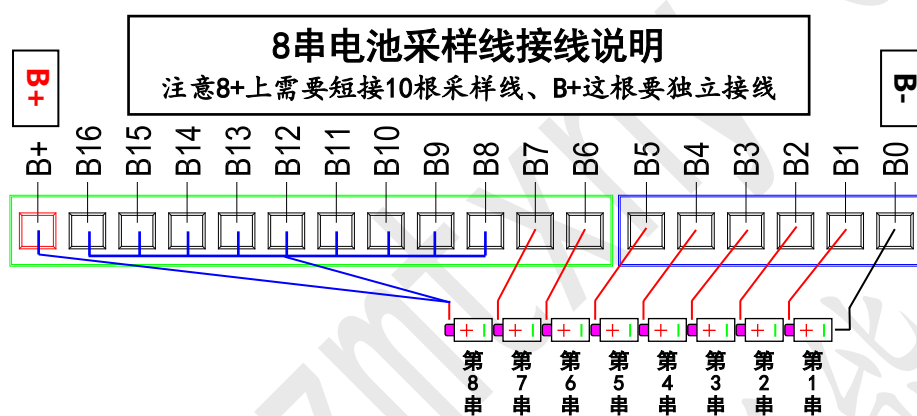 8串电池采样线接线说明
注意8+上需要短接10根采样线、B+这根要独立接线
B+
B-
B+ B16 B15 B14 B13 B12 B11 B10 B9 B8 B7 B6 B5 B4 B3 B2 B1 B0
+ - + - + - + - + - + - + - + -
第8串 第7串 第6串 第5串 第4串 第3串 第2串 第1串